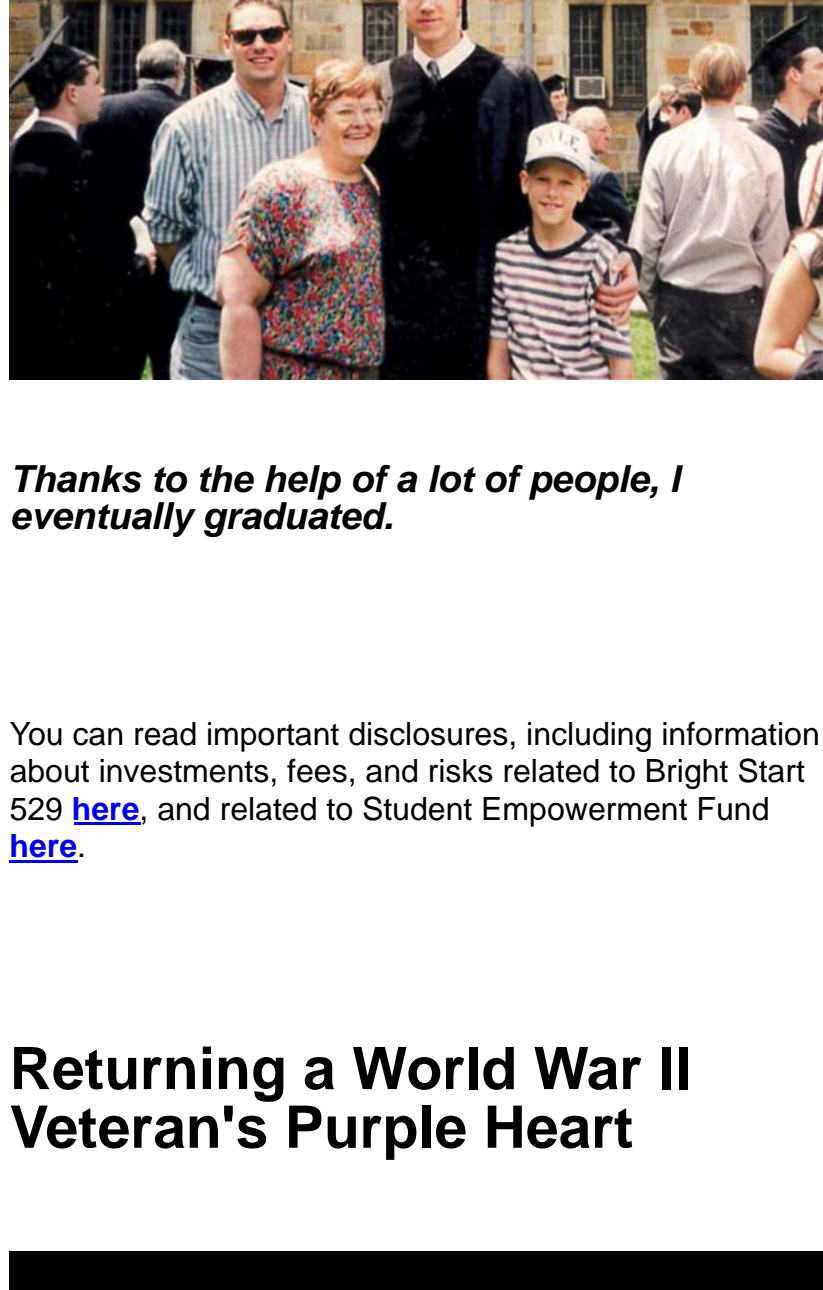 YALE
Thanks to the help of a lot of people, I
eventually graduated.
You can read important disclosures, including information
about investments, fees, and risks related to Bright Start
529 here, and related to Student Empowerment Fund
here.
Returning a World War II
Veteran's Purple Heart